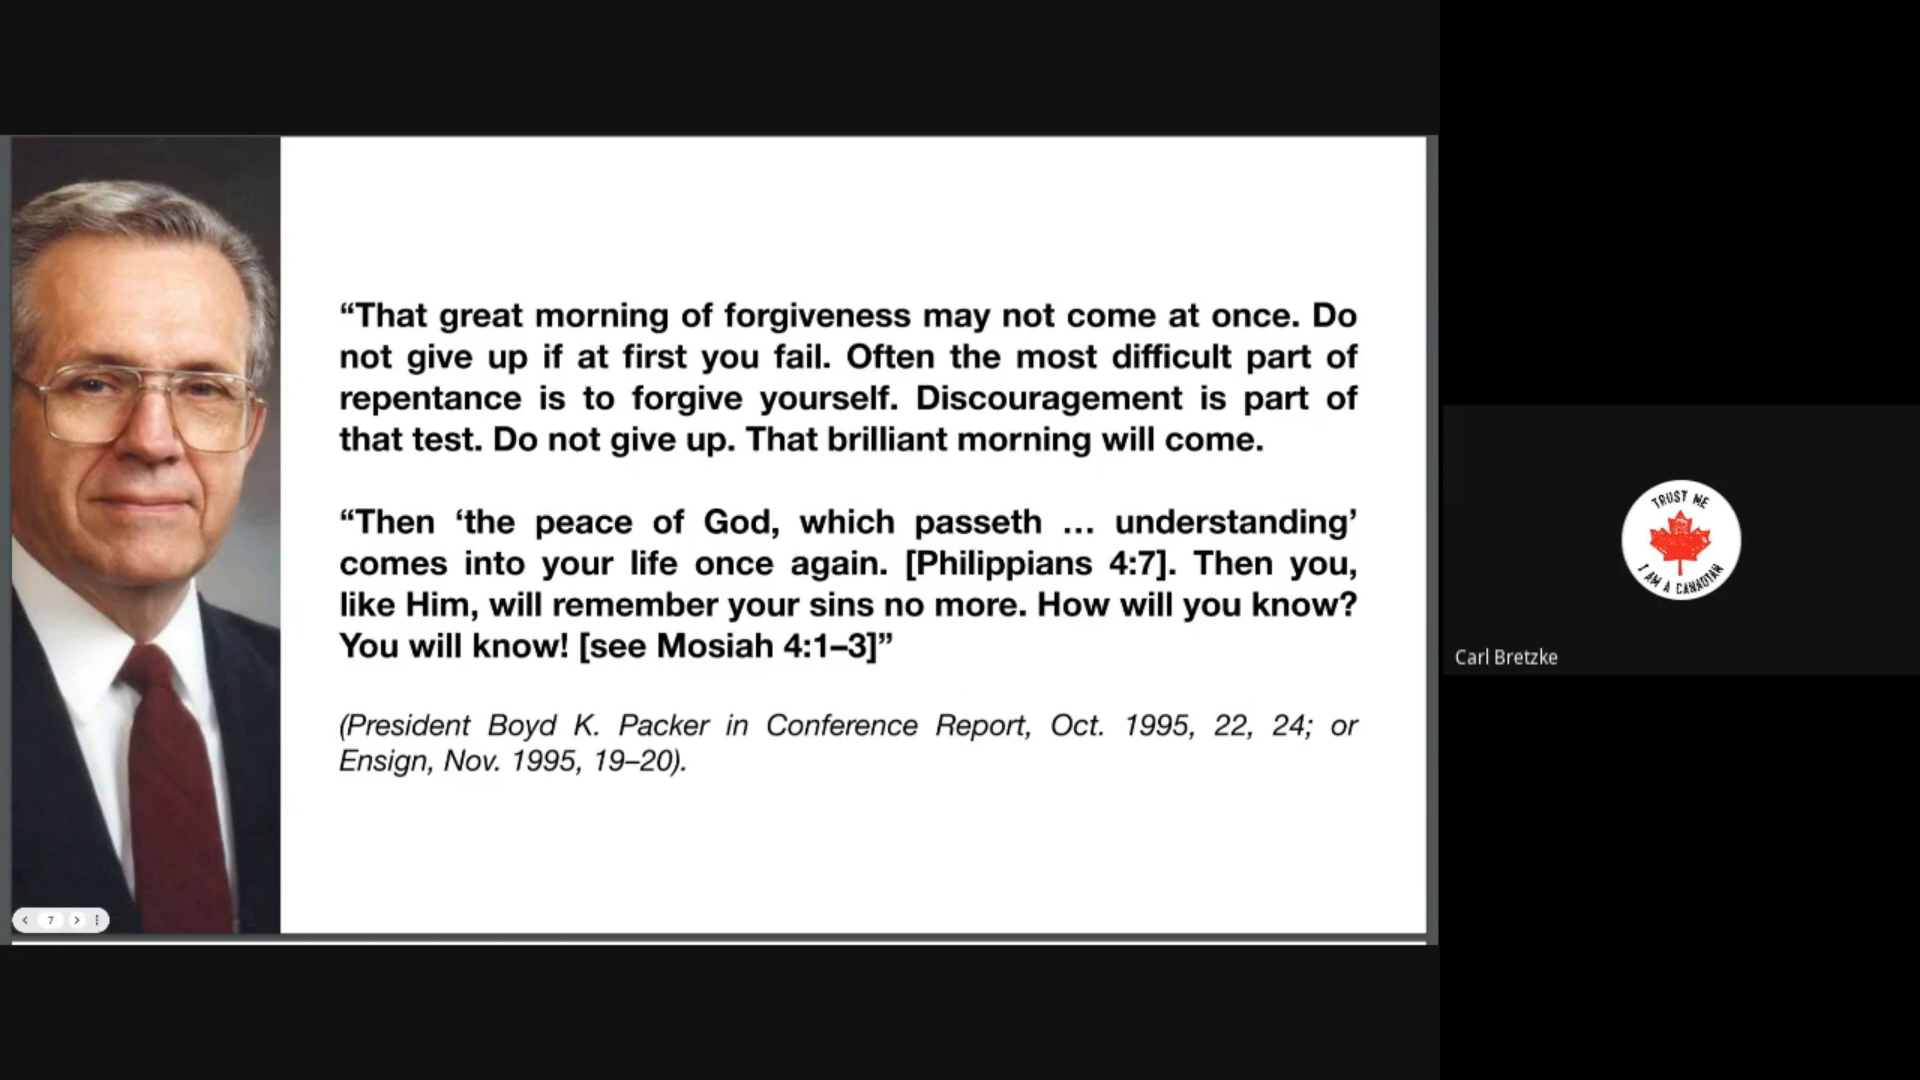 “That great morning of forgiveness may not come at once. Do
not give up if at first you fail. Often the most difficult part of
repentance is to forgive yourself. Discouragement is part of
that test. Do not give up. That brilliant morning will come.
“Then ‘the peace of God, which passeth … understanding’
comes into your life once again. [Philippians 4:7]. Then you,
like Him, will remember your sins no more. How will you know?
You will know! [see Mosiah 4:1–3]”
(President Boyd K. Packer in Conference Report, Oct. 1995, 22, 24; or
Ensign, Nov. 1995, 19–20).
7
TRUST ME
I AM A CANADIAN
Carl Bretzke